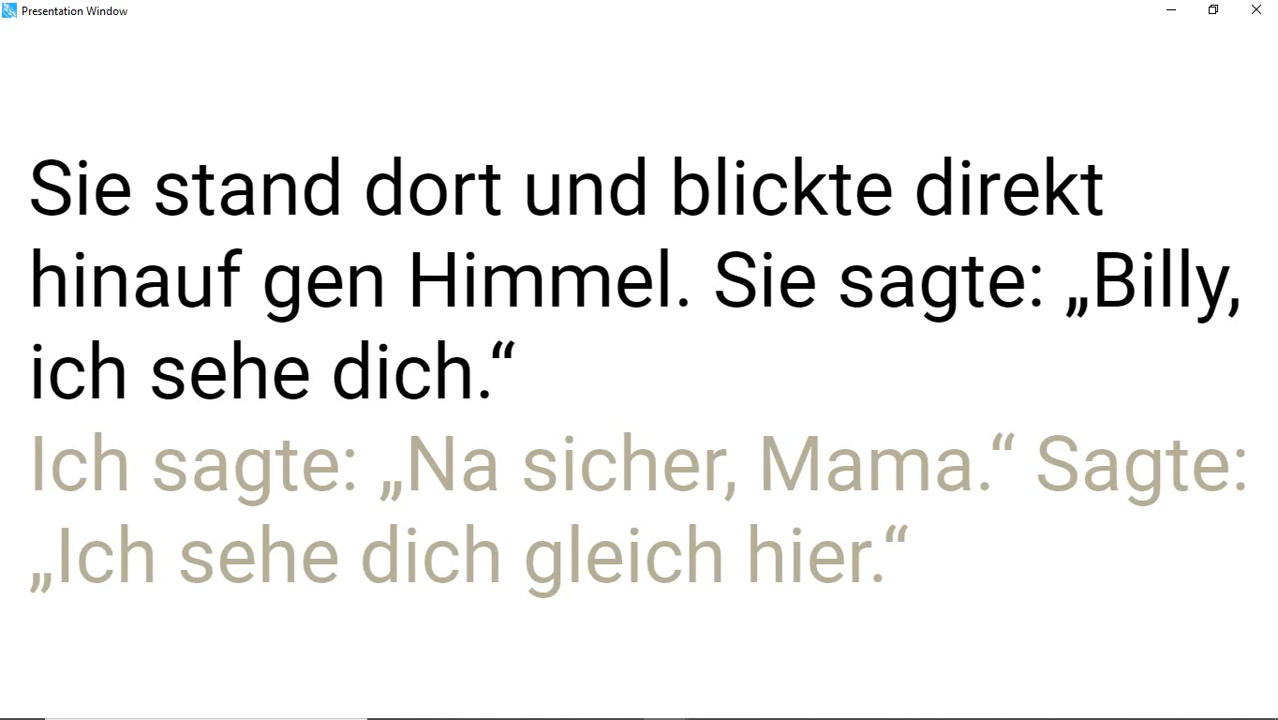 Presentation Window
Sie stand dort und blickte direkt
hinauf gen Himmel. Sie sagte: „Billy,
ich sehe dich.“
Ich sagte: „Na sicher, Mama.“ Sagte:
„Ich sehe dich gleich hier.“